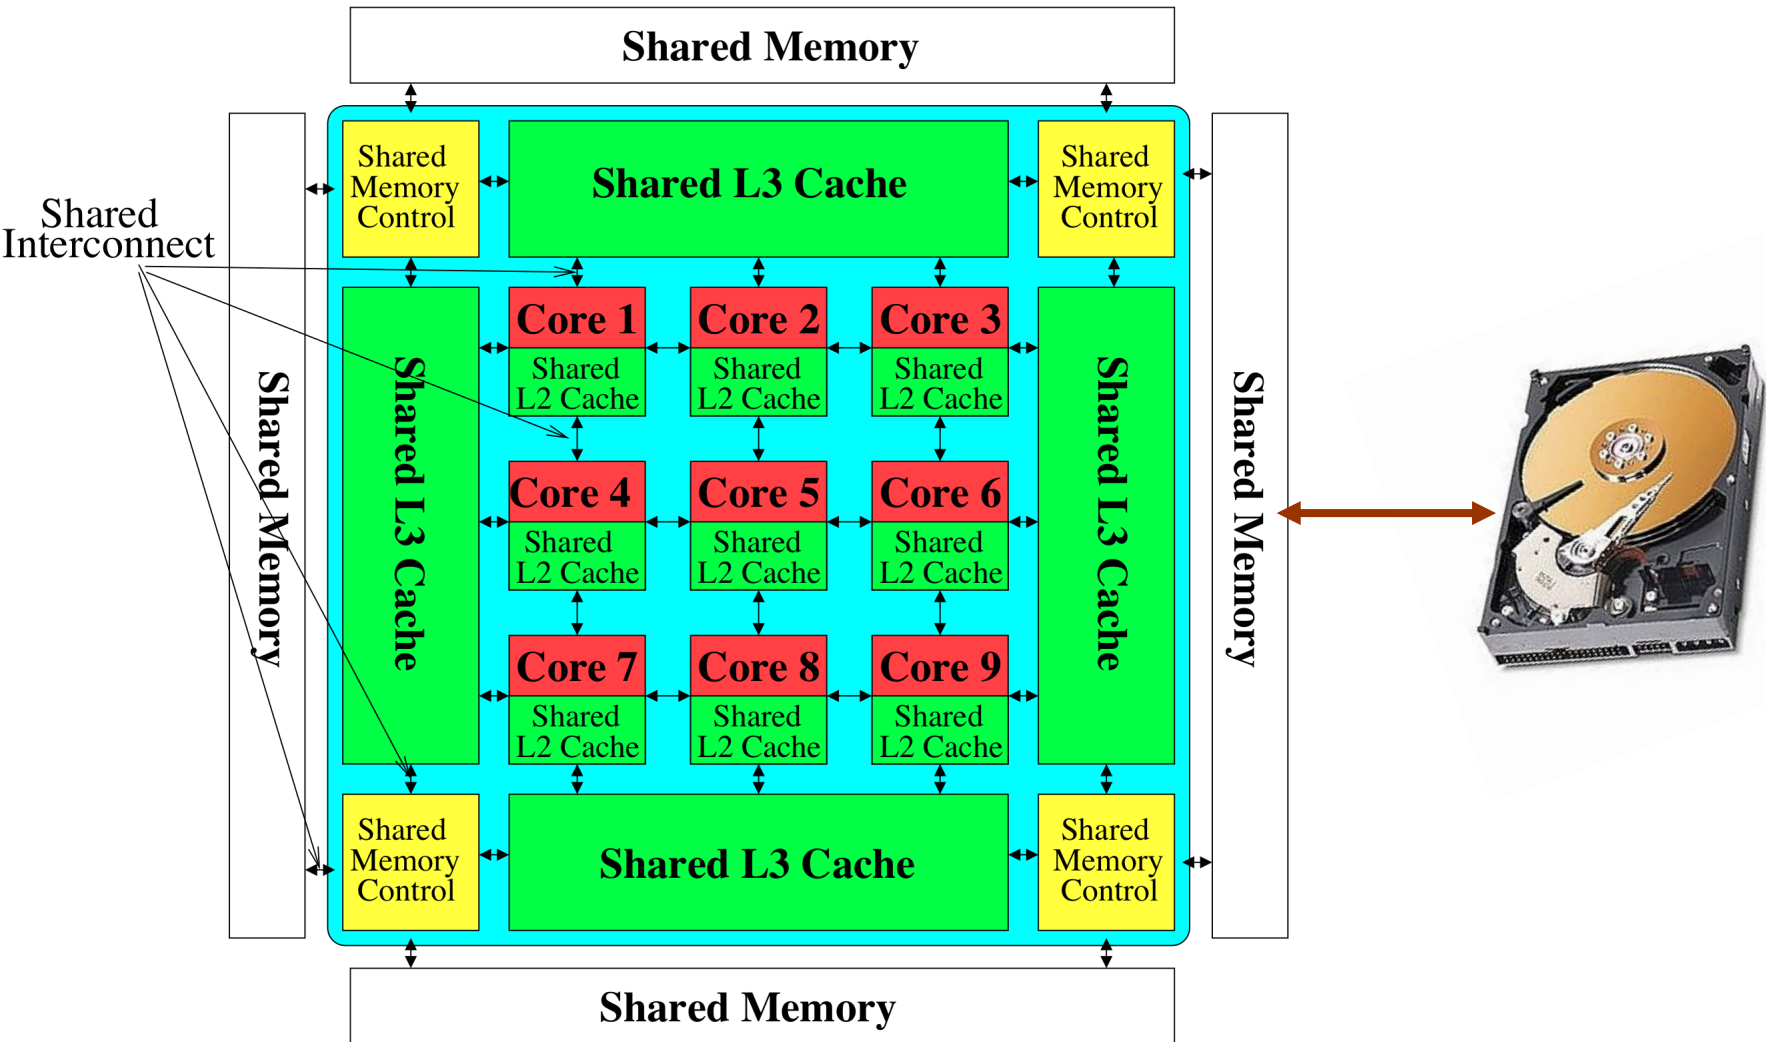 Shared Memory
Shared
Memory
Control
Shared L3 Cache
Shared
Memory
Control
Shared
Interconnect
Shared Memory
Shared L3 Cache
Core 1
Shared
L2 Cache
Core 2
Shared
L2 Cache
Core 3
Shared
L2 Cache
Core 4
Shared
L2 Cache
Core 5
Shared
L2 Cache
Core 6
Shared
L2 Cache
Core 7
Shared
L2 Cache
Core 8
Shared
L2 Cache
Core 9
Shared
L2 Cache
Shared L3 Cache
Shared Memory
Shared
Memory
Control
Shared L3 Cache
Shared
Memory
Control
Shared Memory